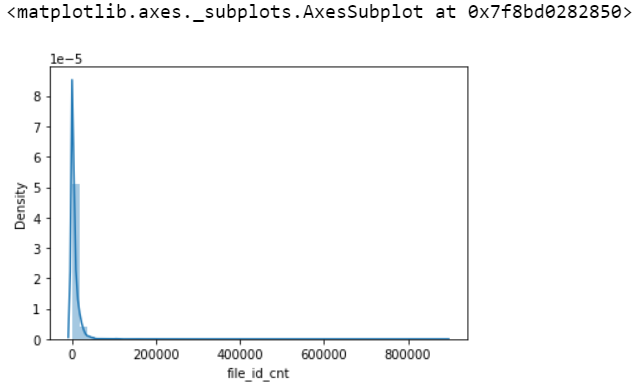 <matplotlib.axes._subplots.AxesSubplot at 0x7f8bd0282850>
1e−5
8
7
6
5
4
3
2
1
0
Density
0 200000 400000 600000 800000
file_id_cnt